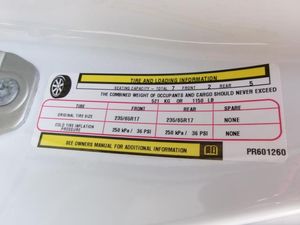 TIRE AND LOADING INFORMATION
SEATING CAPACITY - TOTAL 7 FRONT 2 REAR 5
THE COMBINED WEIGHT OF OCCUPANTS AND CARGO SHOULD NEVER EXCEED
521 KG OR 1150 LB
TIRE FRONT REAR SPARE
ORIGINAL TIRE SIZE 235/65R17 235/65R17 NONE
COLD TIRE INFLATION PRESSURE 250 kPa / 36 PSI 250 kPa / 36 PSI NONE
SEE OWNERS MANUAL FOR ADDITIONAL INFORMATION
PR601260